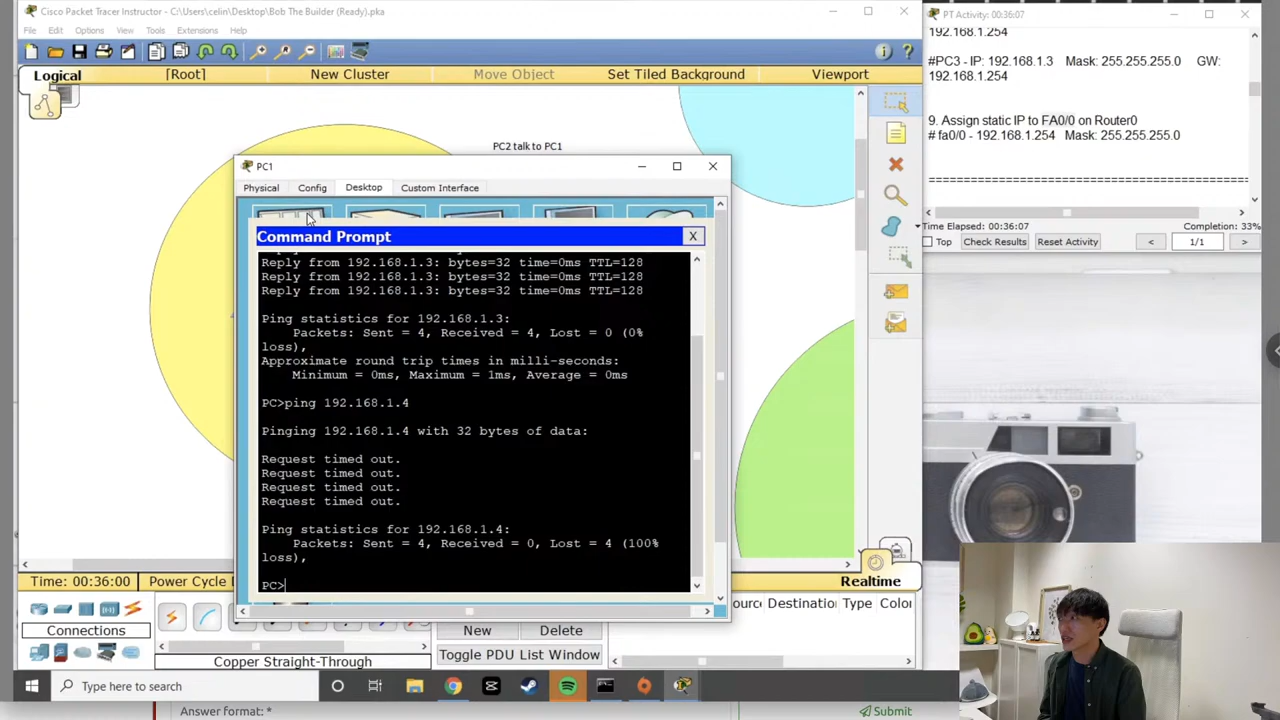 Cisco Packet Tracer Instructor - C:\Users\celin\Desktop\Bob The Builder (Ready).pka
File Edit Options View Tools Extensions Help
Logical [Root] New Cluster Move Object Set Tiled Background Viewport
PC2 talk to PC1
PC1
Physical Config Desktop Custom Interface
Command Prompt X
Reply from 192.168.1.3: bytes=32 time=0ms TTL=128
Reply from 192.168.1.3: bytes=32 time=0ms TTL=128
Reply from 192.168.1.3: bytes=32 time=0ms TTL=128
Ping statistics for 192.168.1.3:
Packets: Sent = 4, Received = 4, Lost = 0 (0%
loss),
Approximate round trip times in milli-seconds:
Minimum = 0ms, Maximum = 1ms, Average = 0ms
PC>ping 192.168.1.4
Pinging 192.168.1.4 with 32 bytes of data:
Request timed out.
Request timed out.
Request timed out.
Request timed out.
Ping statistics for 192.168.1.4:
Packets: Sent = 4, Received = 0, Lost = 4 (100%
loss),
PC>
Time: 00:36:00 Power Cycle D
Realtime
Connections
Copper Straight-Through
New Delete
Toggle PDU List Window
ource Destination Type Color
Type here to search
Answer format: *
Submit
PT Activity: 00:36:07
192.168.1.254
#PC3 - IP: 192.168.1.3 Mask: 255.255.255.0 GW:
192.168.1.254
9. Assign static IP to FA0/0 on Router0
# fa0/0 - 192.168.1.254 Mask: 255.255.255.0
==============================================
Time Elapsed: 00:36:07 Completion: 33%
Top Check Results Reset Activity < 1/1 >